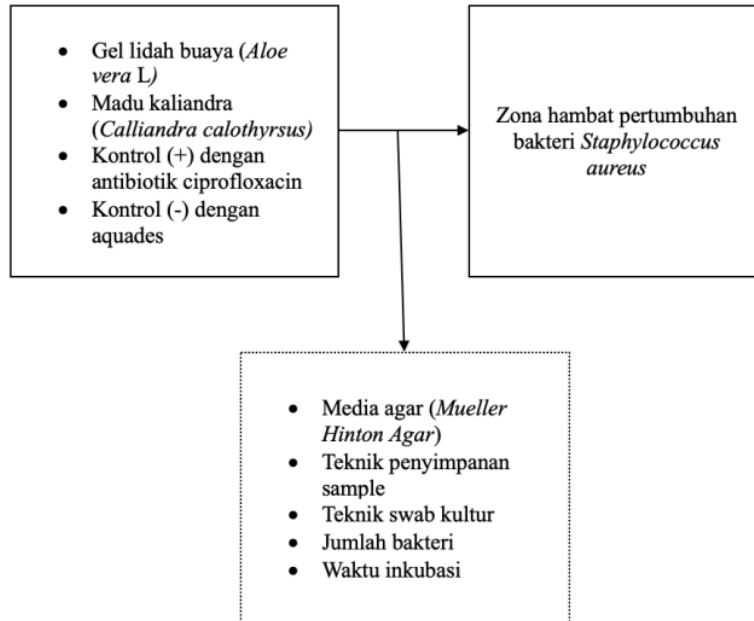 • Gel lidah buaya (Aloe
vera L)
• Madu kaliandra
(Calliandra calothyrsus)
• Kontrol (+) dengan
antibiotik ciprofloxacin
• Kontrol (-) dengan
aquades
Zona hambat pertumbuhan
bakteri Staphylococcus
aureus
• Media agar (Mueller
Hinton Agar)
• Teknik penyimpanan
sample
• Teknik swab kultur
• Jumlah bakteri
• Waktu inkubasi